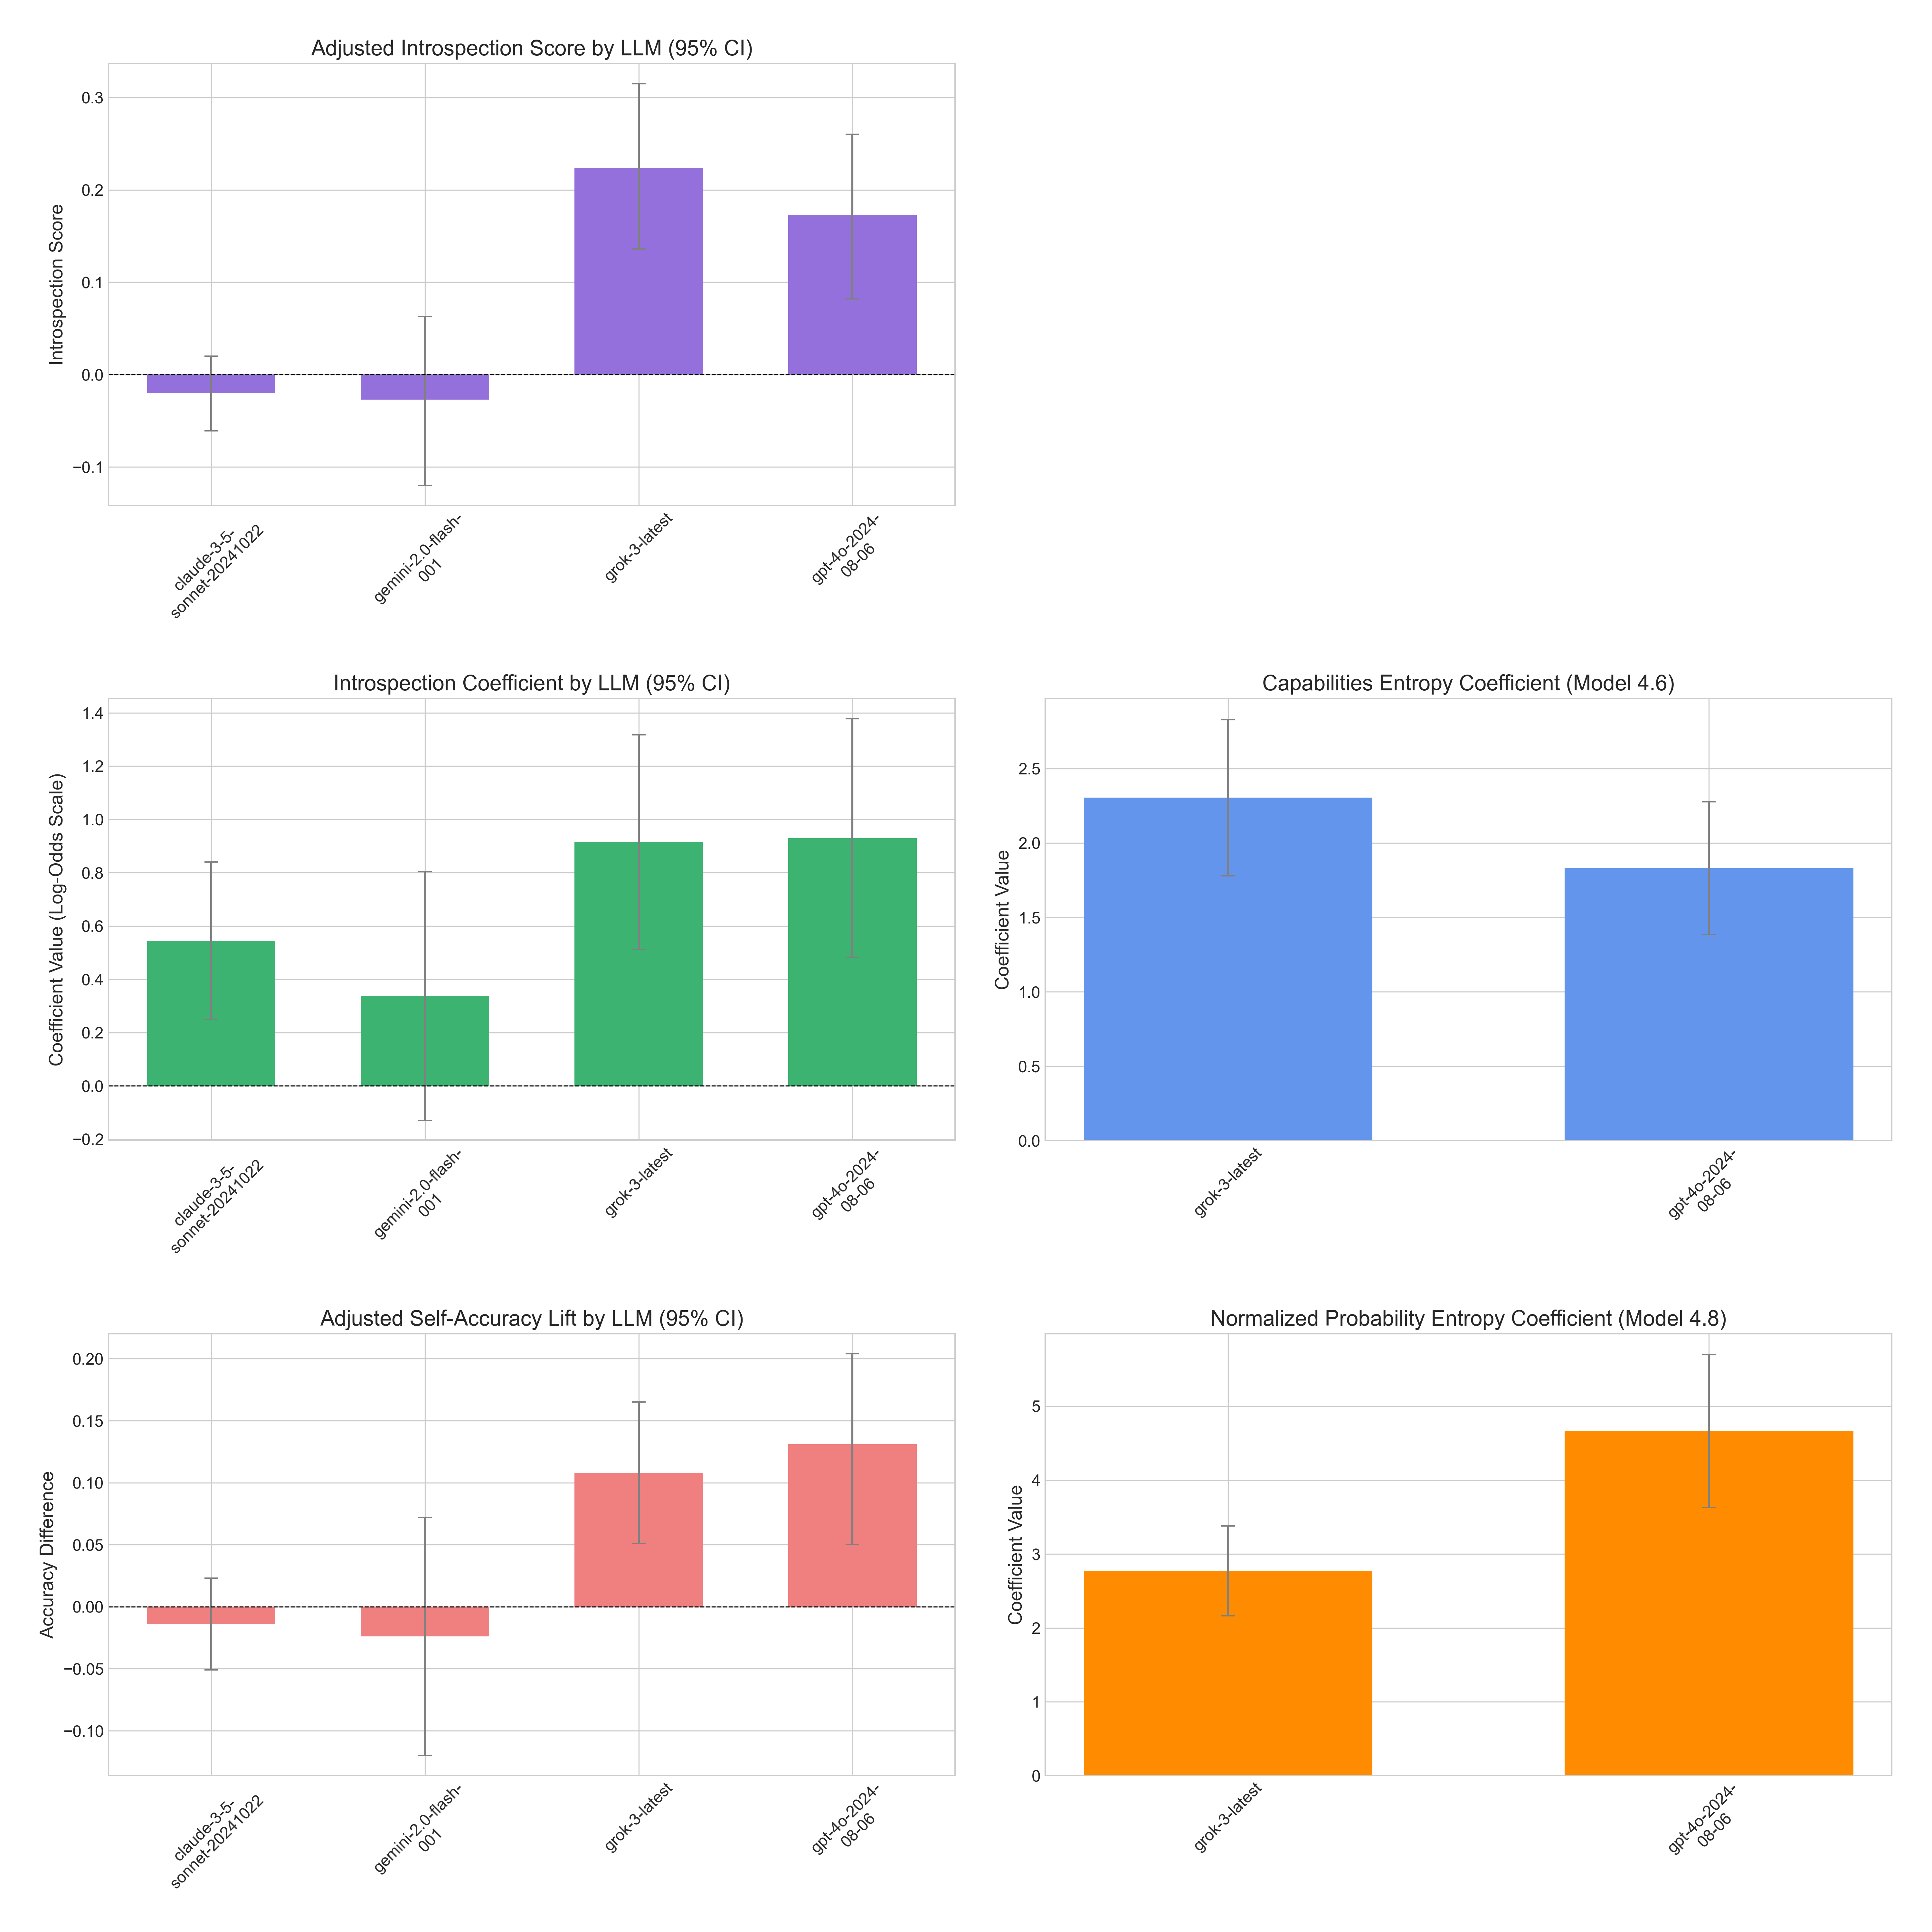 Adjusted Introspection Score by LLM (95% CI)
Introspection Score
0.3
0.2
0.1
0.0
−0.1
claude-3-5-
sonnet-20241022
gemini-2.0-flash-
001
grok-3-latest
gpt-4o-2024-
08-06
Introspection Coefficient by LLM (95% CI)
Coefficient Value (Log-Odds Scale)
1.4
1.2
1.0
0.8
0.6
0.4
0.2
0.0
−0.2
claude-3-5-
sonnet-20241022
gemini-2.0-flash-
001
grok-3-latest
gpt-4o-2024-
08-06
Capabilities Entropy Coefficient (Model 4.6)
Coefficient Value
2.5
2.0
1.5
1.0
0.5
0.0
grok-3-latest
gpt-4o-2024-
08-06
Adjusted Self-Accuracy Lift by LLM (95% CI)
Accuracy Difference
0.20
0.15
0.10
0.05
0.00
−0.05
−0.10
claude-3-5-
sonnet-20241022
gemini-2.0-flash-
001
grok-3-latest
gpt-4o-2024-
08-06
Normalized Probability Entropy Coefficient (Model 4.8)
Coefficient Value
5
4
3
2
1
0
grok-3-latest
gpt-4o-2024-
08-06